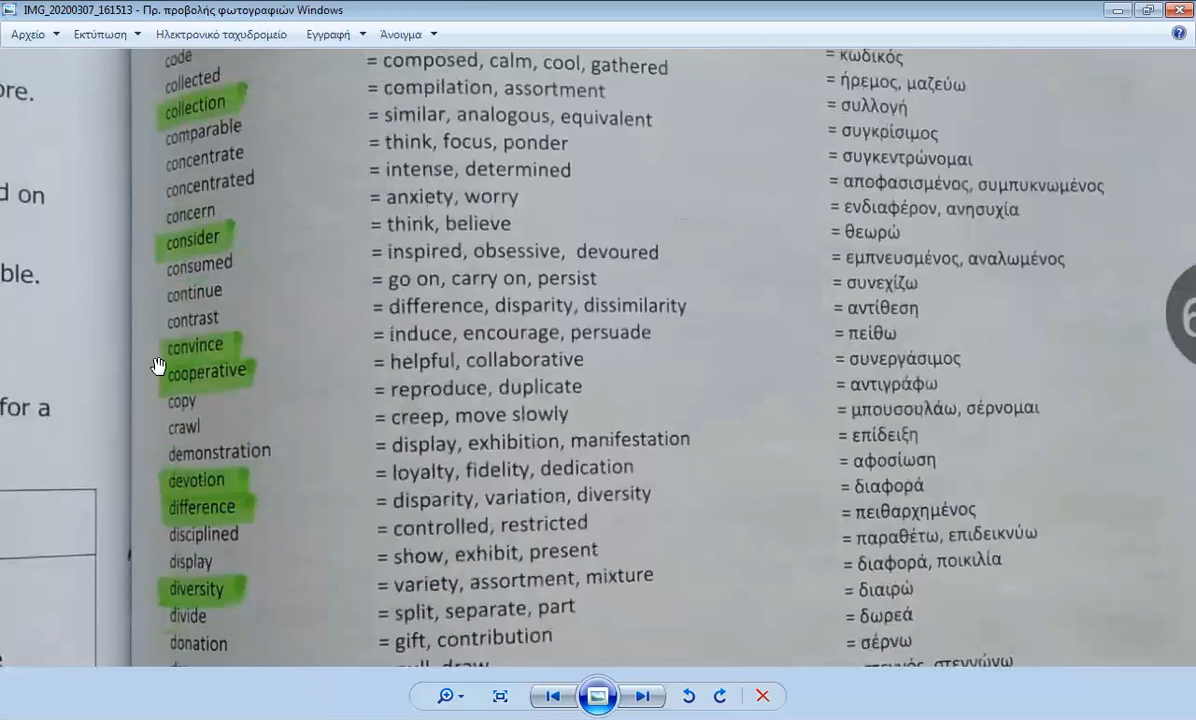 IMG_20200307_161513 - Πρ. προβολής φωτογραφιών Windows
Αρχείο Εκτύπωση Ηλεκτρονικό ταχυδρομείο Εγγραφή Άνοιγμα
code = κωδικός
collected = composed, calm, cool, gathered = ήρεμος, μαζεύω
collection = compilation, assortment = συλλογή
comparable = similar, analogous, equivalent = συγκρίσιμος
concentrate = think, focus, ponder = συγκεντρώνομαι
concentrated = intense, determined = αποφασισμένος, συμπυκνωμένος
concern = anxiety, worry = ενδιαφέρον, ανησυχία
consider = think, believe = θεωρώ
consumed = inspired, obsessive, devoured = εμπνευσμένος, αναλωμένος
continue = go on, carry on, persist = συνεχίζω
contrast = difference, disparity, dissimilarity = αντίθεση
convince = induce, encourage, persuade = πείθω
cooperative = helpful, collaborative = συνεργάσιμος
copy = reproduce, duplicate = αντιγράφω
crawl = creep, move slowly = μπουσουλάω, σέρνομαι
demonstration = display, exhibition, manifestation = επίδειξη
devotion = loyalty, fidelity, dedication = αφοσίωση
difference = disparity, variation, diversity = διαφορά
disciplined = controlled, restricted = πειθαρχημένος
display = show, exhibit, present = παραθέτω, επιδεικνύω
diversity = variety, assortment, mixture = διαφορά, ποικιλία
divide = split, separate, part = διαιρώ
donation = gift, contribution = δωρεά
= pull, draw = σέρνω
= στεγνός, στεγνώνω
ore.
d on
ble.
for a
6